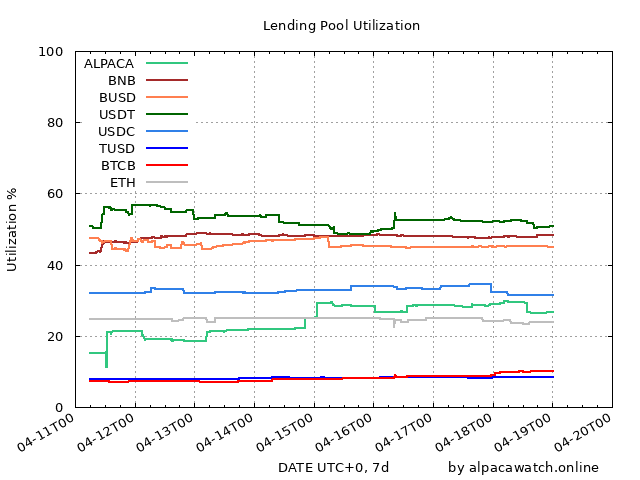 Lending Pool Utilization
Utilization %
100
80
60
40
20
0
ALPACA
BNB
BUSD
USDT
USDC
TUSD
BTCB
ETH
04-11T00
04-12T00
04-13T00
04-14T00
04-15T00
04-16T00
04-17T00
04-18T00
04-19T00
04-20T00
DATE UTC+0, 7d
by alpacawatch.online